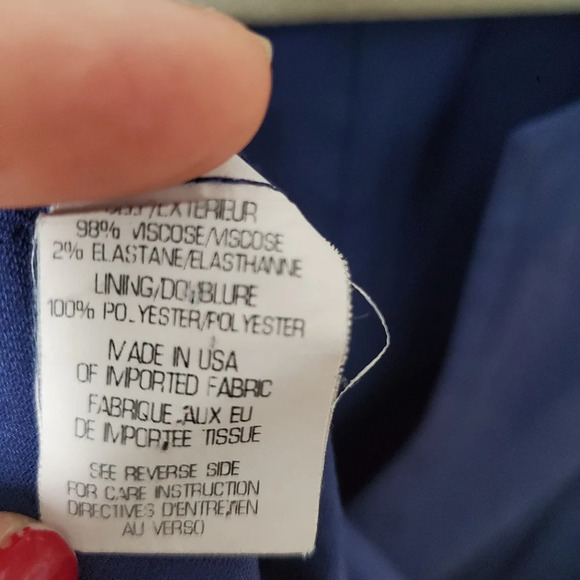 /EXTERIEUR
98% VISCOSE/VISCOSE
2% ELASTANE/ELASTHANNE
LINING/DOUBLURE
100% POLYESTER/POLYESTER
MADE IN USA
OF IMPORTED FABRIC
FABRIQUE AUX EU
DE IMPORTEE TISSUE
SEE REVERSE SIDE
FOR CARE INSTRUCTION
DIRECTIVES D'ENTRETIEN
AU VERSO